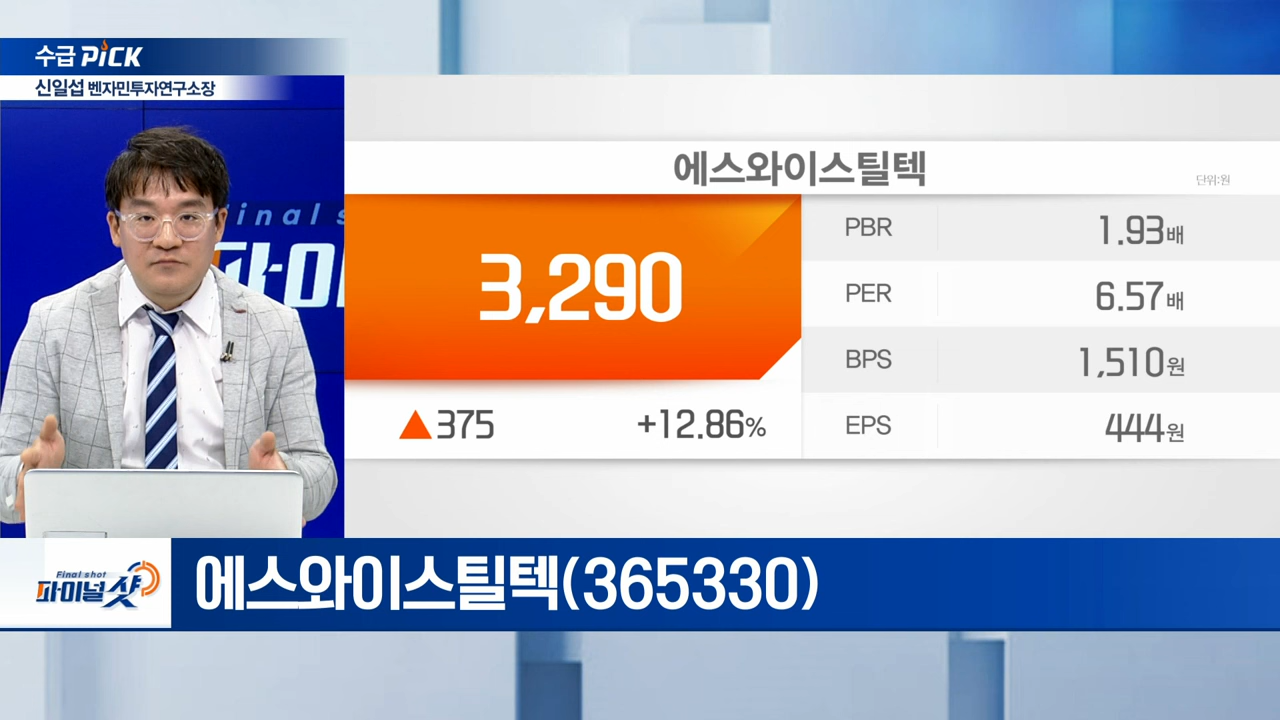 수급 PICK
신일섭 벤자민투자연구소장
Final s
파이
에스와이스틸텍
단위:원
3,290
▲375 +12.86%
PBR 1.93배
PER 6.57배
BPS 1,510원
EPS 444원
Final shot
파이널샷
에스와이스틸텍(365330)